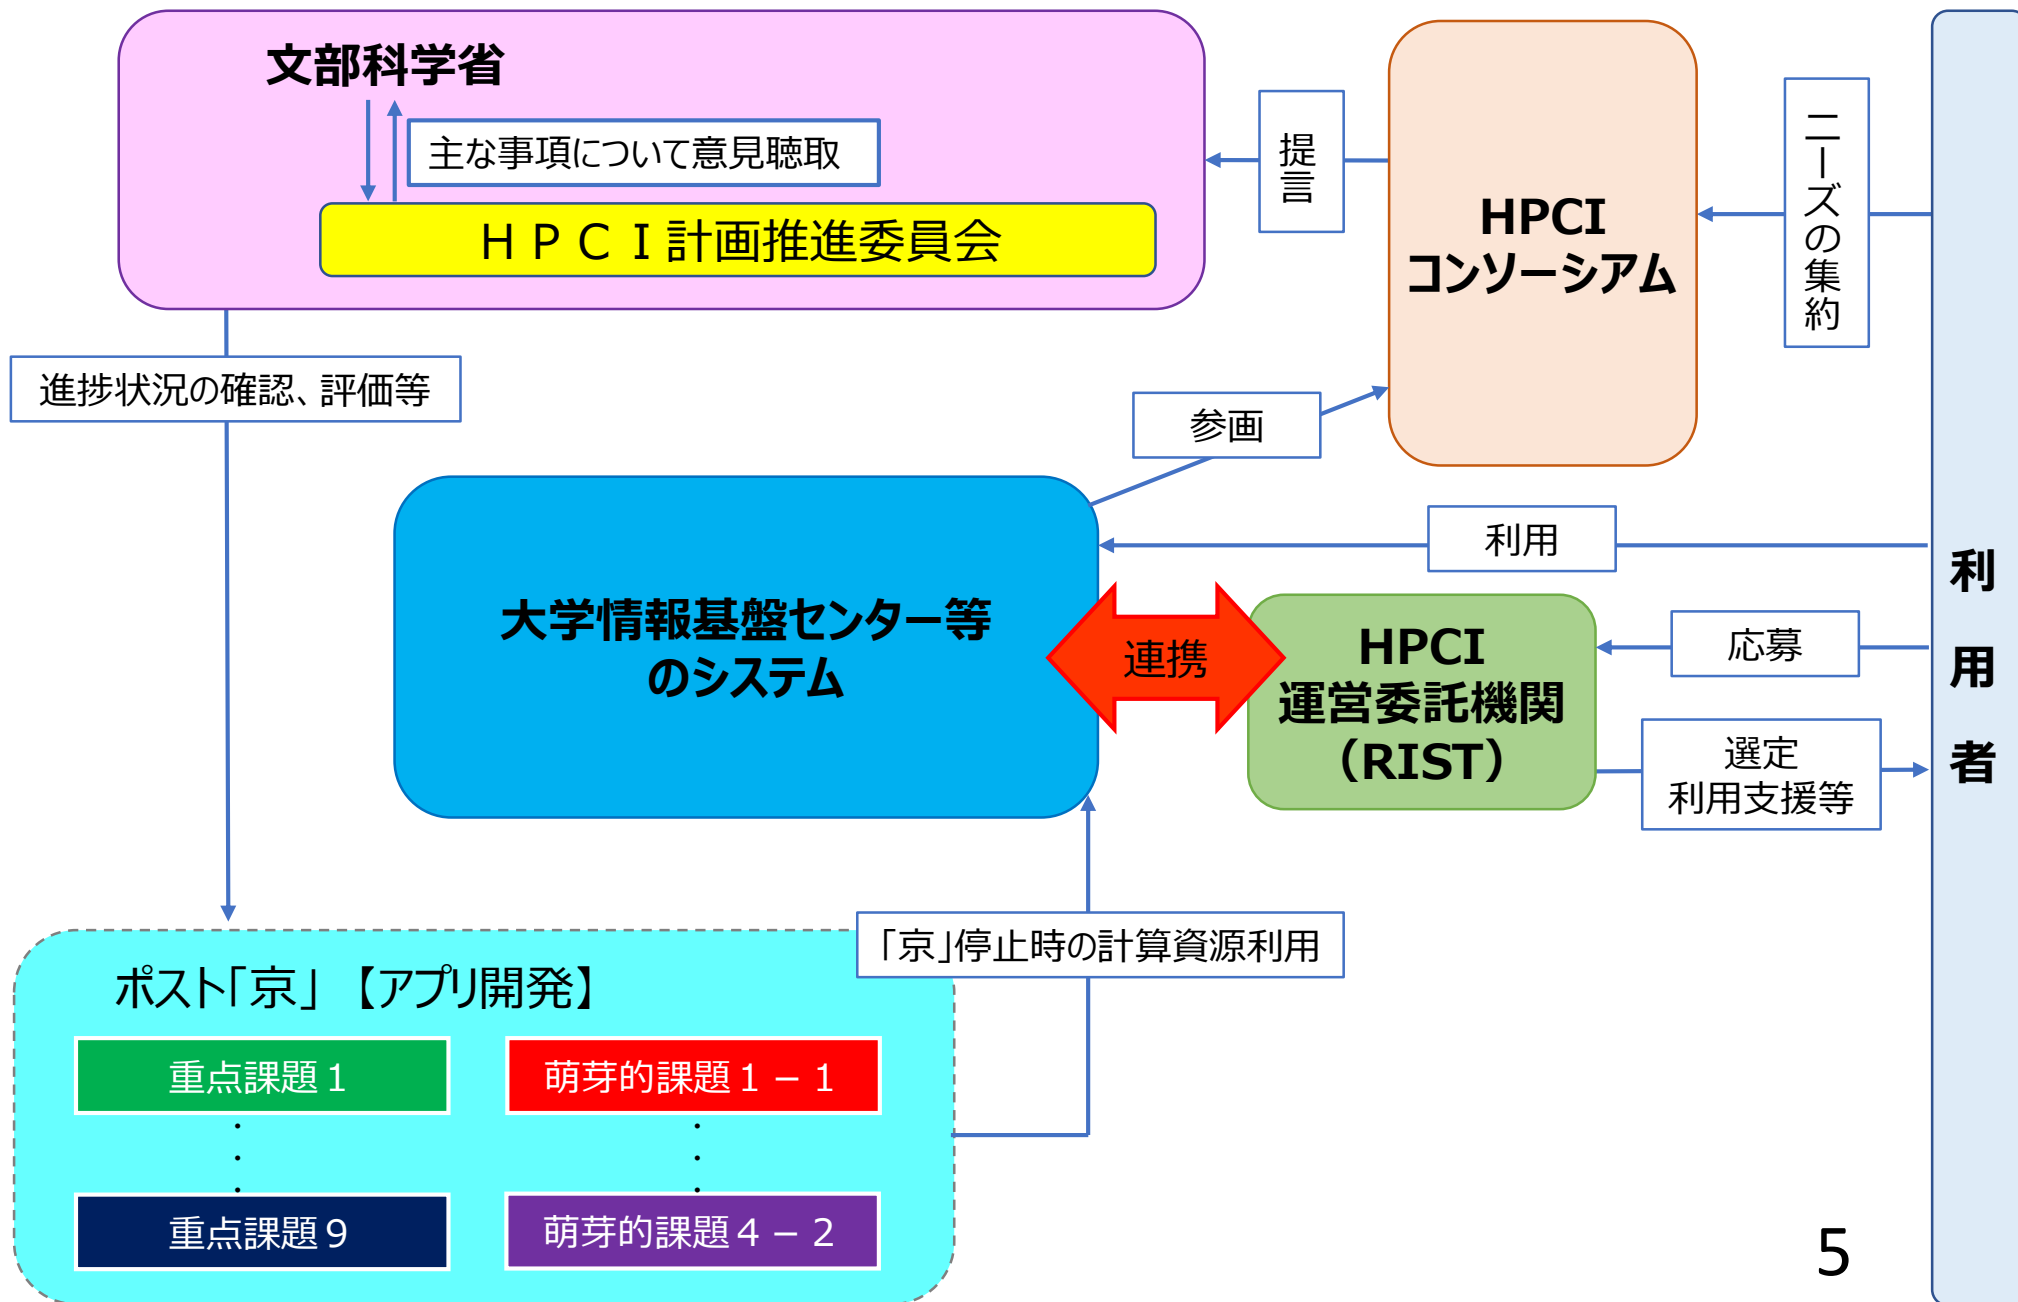 文部科学省
主な事項について意見聴取
ＨＰＣＩ計画推進委員会
提言
HPCI
コンソーシアム
ニーズの集約
進捗状況の確認、評価等
参画
利用
大学情報基盤センター等
のシステム
連携
HPCI
運営委託機関
（RIST）
応募
選定
利用支援等
利用者
「京」停止時の計算資源利用
ポスト「京」【アプリ開発】
重点課題１
萌芽的課題１－１
・
・
・
・
・
・
重点課題９
萌芽的課題４－２
5